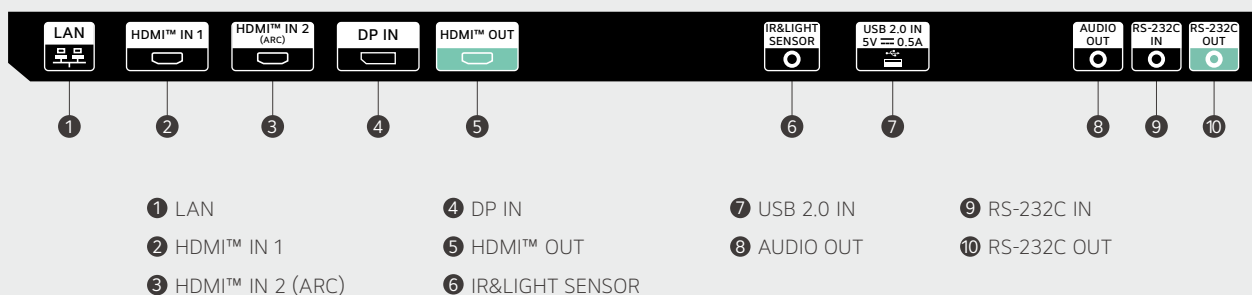 LAN
HDMI™ IN 1
HDMI™ IN 2
(ARC)
DP IN
HDMI™ OUT
IR&LIGHT
SENSOR
USB 2.0 IN
5V ⎓ 0.5A
AUDIO
OUT
RS-232C
IN
RS-232C
OUT
1
2
3
4
5
6
7
8
9
10
1 LAN
2 HDMI™ IN 1
3 HDMI™ IN 2 (ARC)
4 DP IN
5 HDMI™ OUT
6 IR&LIGHT SENSOR
7 USB 2.0 IN
8 AUDIO OUT
9 RS-232C IN
10 RS-232C OUT